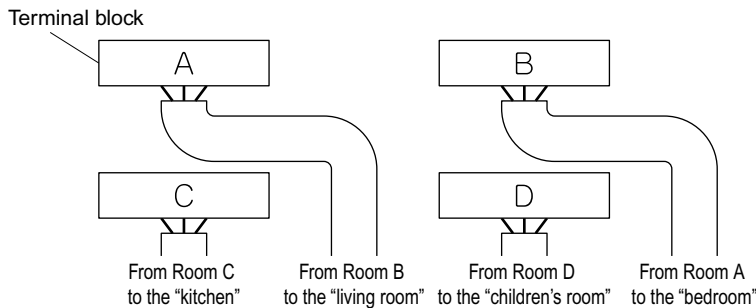 Terminal block
A
B
C
D
From Room C
to the “kitchen”
From Room B
to the “living room”
From Room D
to the “children’s room”
From Room A
to the “bedroom”